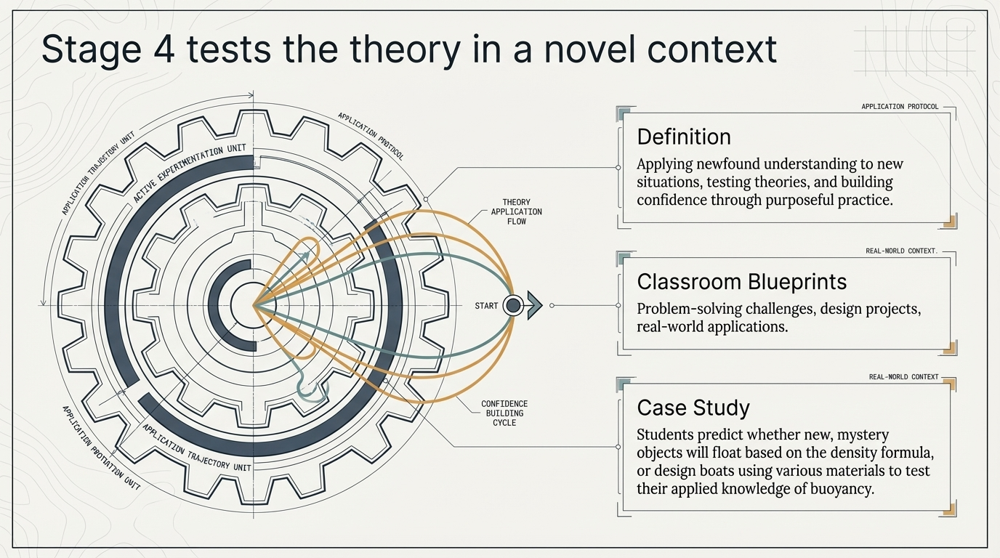 Stage 4 tests the theory in a novel context
APPLICATION TRAJECTORY UNIT
APPLICATION PROTOCOL
ACTIVE EXPERIMENTATION UNIT
THEORY
APPLICATION
FLOW
START
CONFIDENCE
BUILDING
CYCLE
APPLICATION TRAJECTORY UNIT
APPLICATION UNIT
APPLICATION PROTOCOL
Definition
Applying newfound understanding to new
situations, testing theories, and building
confidence through purposeful practice.
REAL-WORLD CONTEXT.
Classroom Blueprints
Problem-solving challenges, design projects,
real-world applications.
REAL-WORLD CONTEXT
Case Study
Students predict whether new, mystery
objects will float based on the density formula,
or design boats using various materials to test
their applied knowledge of buoyancy.